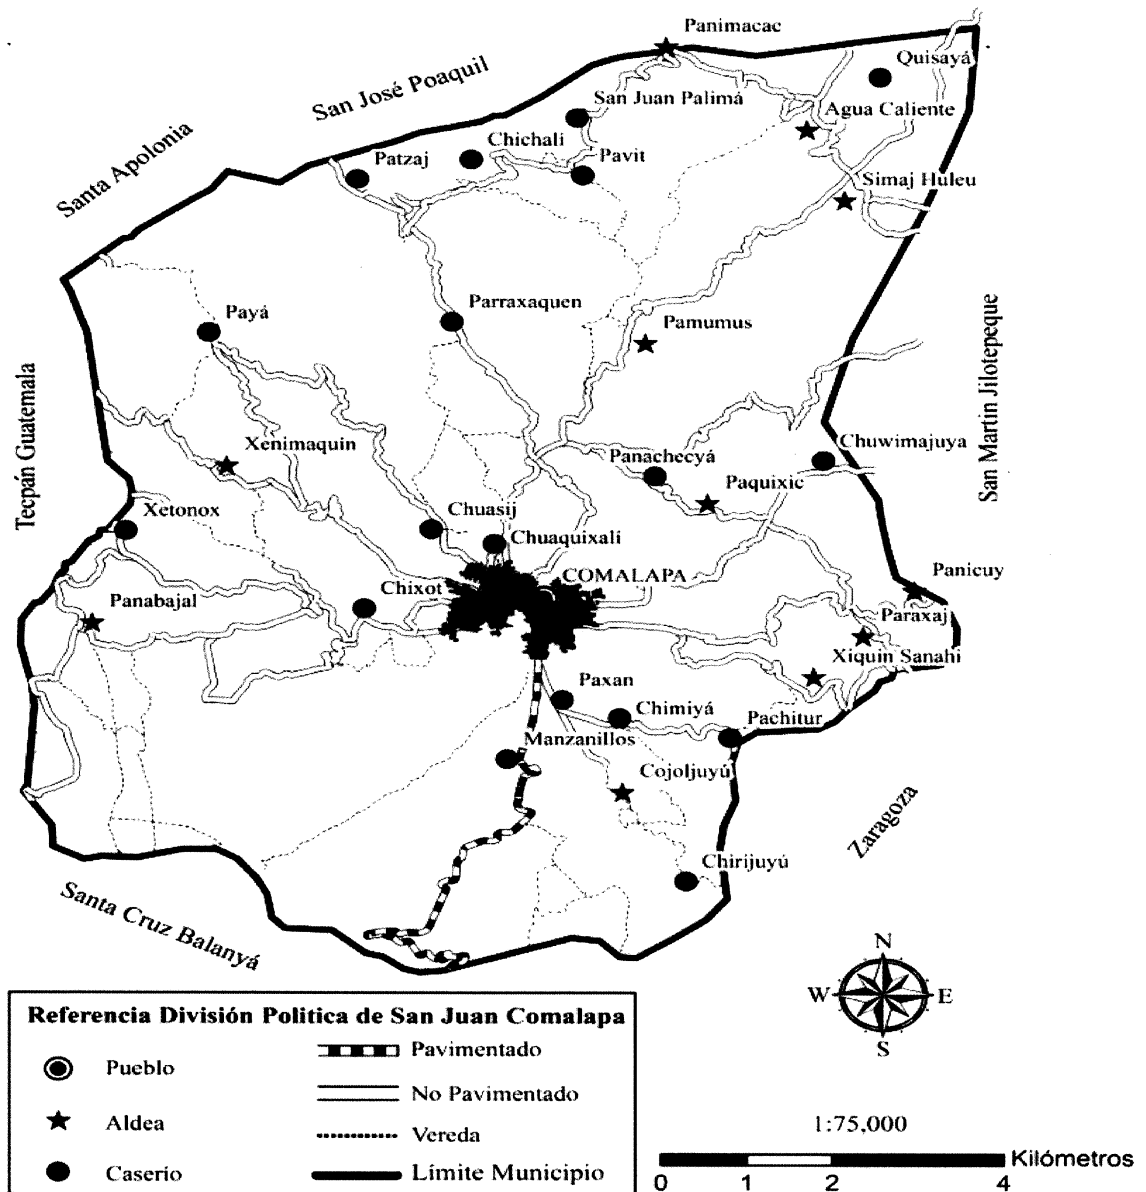 Panimacac
Quisayá
San José Poaquil
San Juan Palimá
Agua Caliente
Santa Apolonia
Chichali
Pavit
Patzaj
Simaj Huleu
Payá
Parraxaquen
Pamumus
San Martin Jilotepeque
Tecpán Guatemala
Xenimaquin
Panachecyá
Chuwimajuya
Paquixic
Xetonox
Chuasij
Chuaquixali
COMALAPA
Panicuy
Chixot
Panabajal
Paraxaj
Xiquin Sanahi
Paxan
Chimiyá
Pachitur
Manzanillos
Cojoljuyú
Zaragoza
Chirijuyú
Santa Cruz Balanyá
N
W
E
S
Referencia División Politica de San Juan Comalapa
Pueblo
Aldea
Caserio
Pavimentado
No Pavimentado
Vereda
Límite Municipio
1:75,000
Kilómetros
0 1 2 4